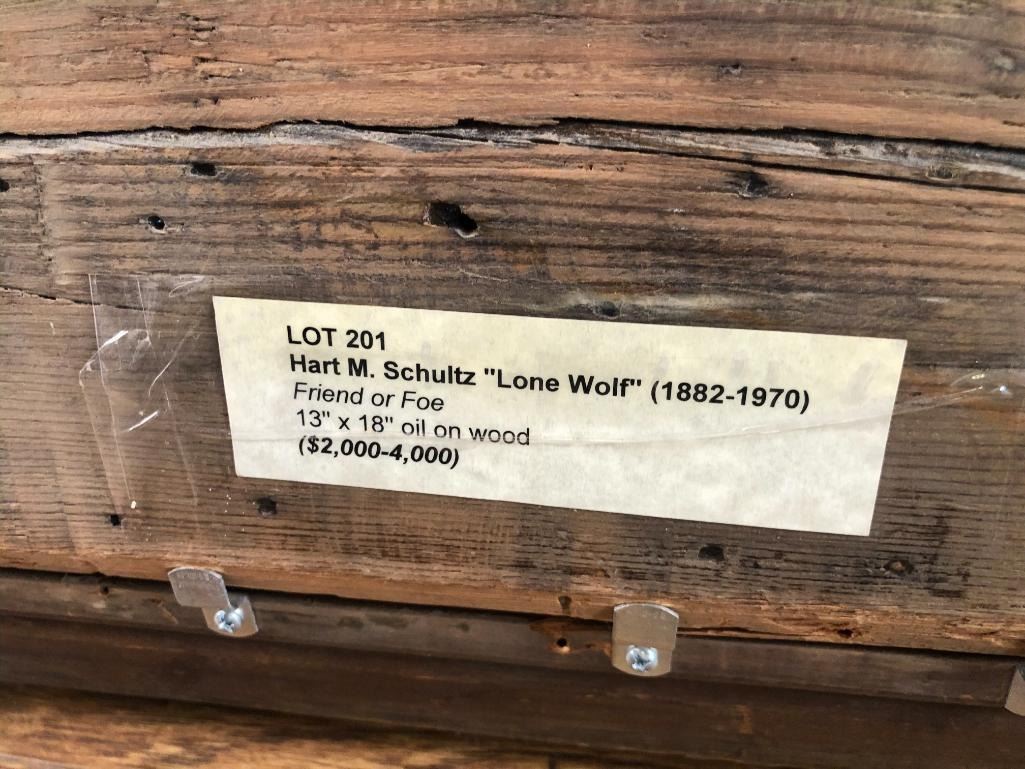 LOT 201
Hart M. Schultz "Lone Wolf" (1882-1970)
Friend or Foe
13" x 18" oil on wood
($2,000-4,000)